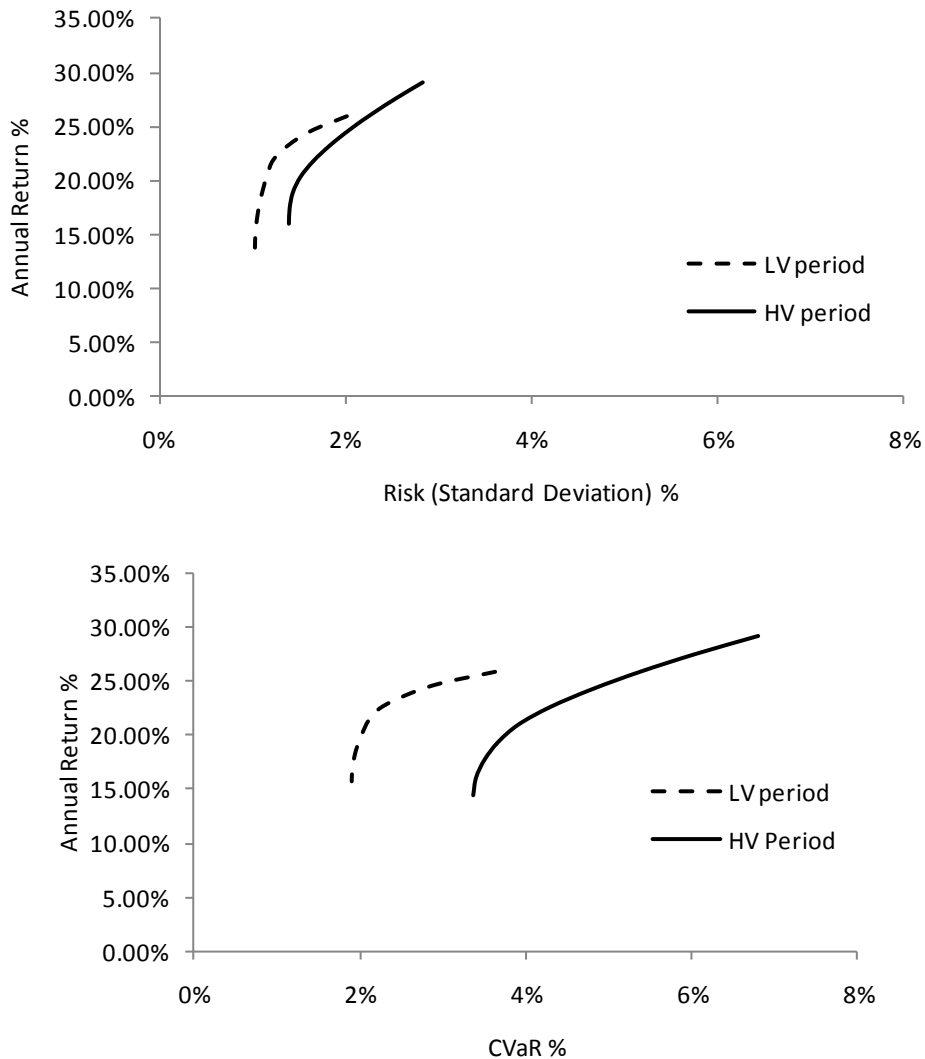 35.00%
30.00%
25.00%
20.00%
15.00%
10.00%
5.00%
0.00%
Annual Return %
LV period
HV period
0% 2% 4% 6% 8%
Risk (Standard Deviation) %
35.00%
30.00%
25.00%
20.00%
15.00%
10.00%
5.00%
0.00%
Annual Return %
LV period
HV Period
0% 2% 4% 6% 8%
CVaR %